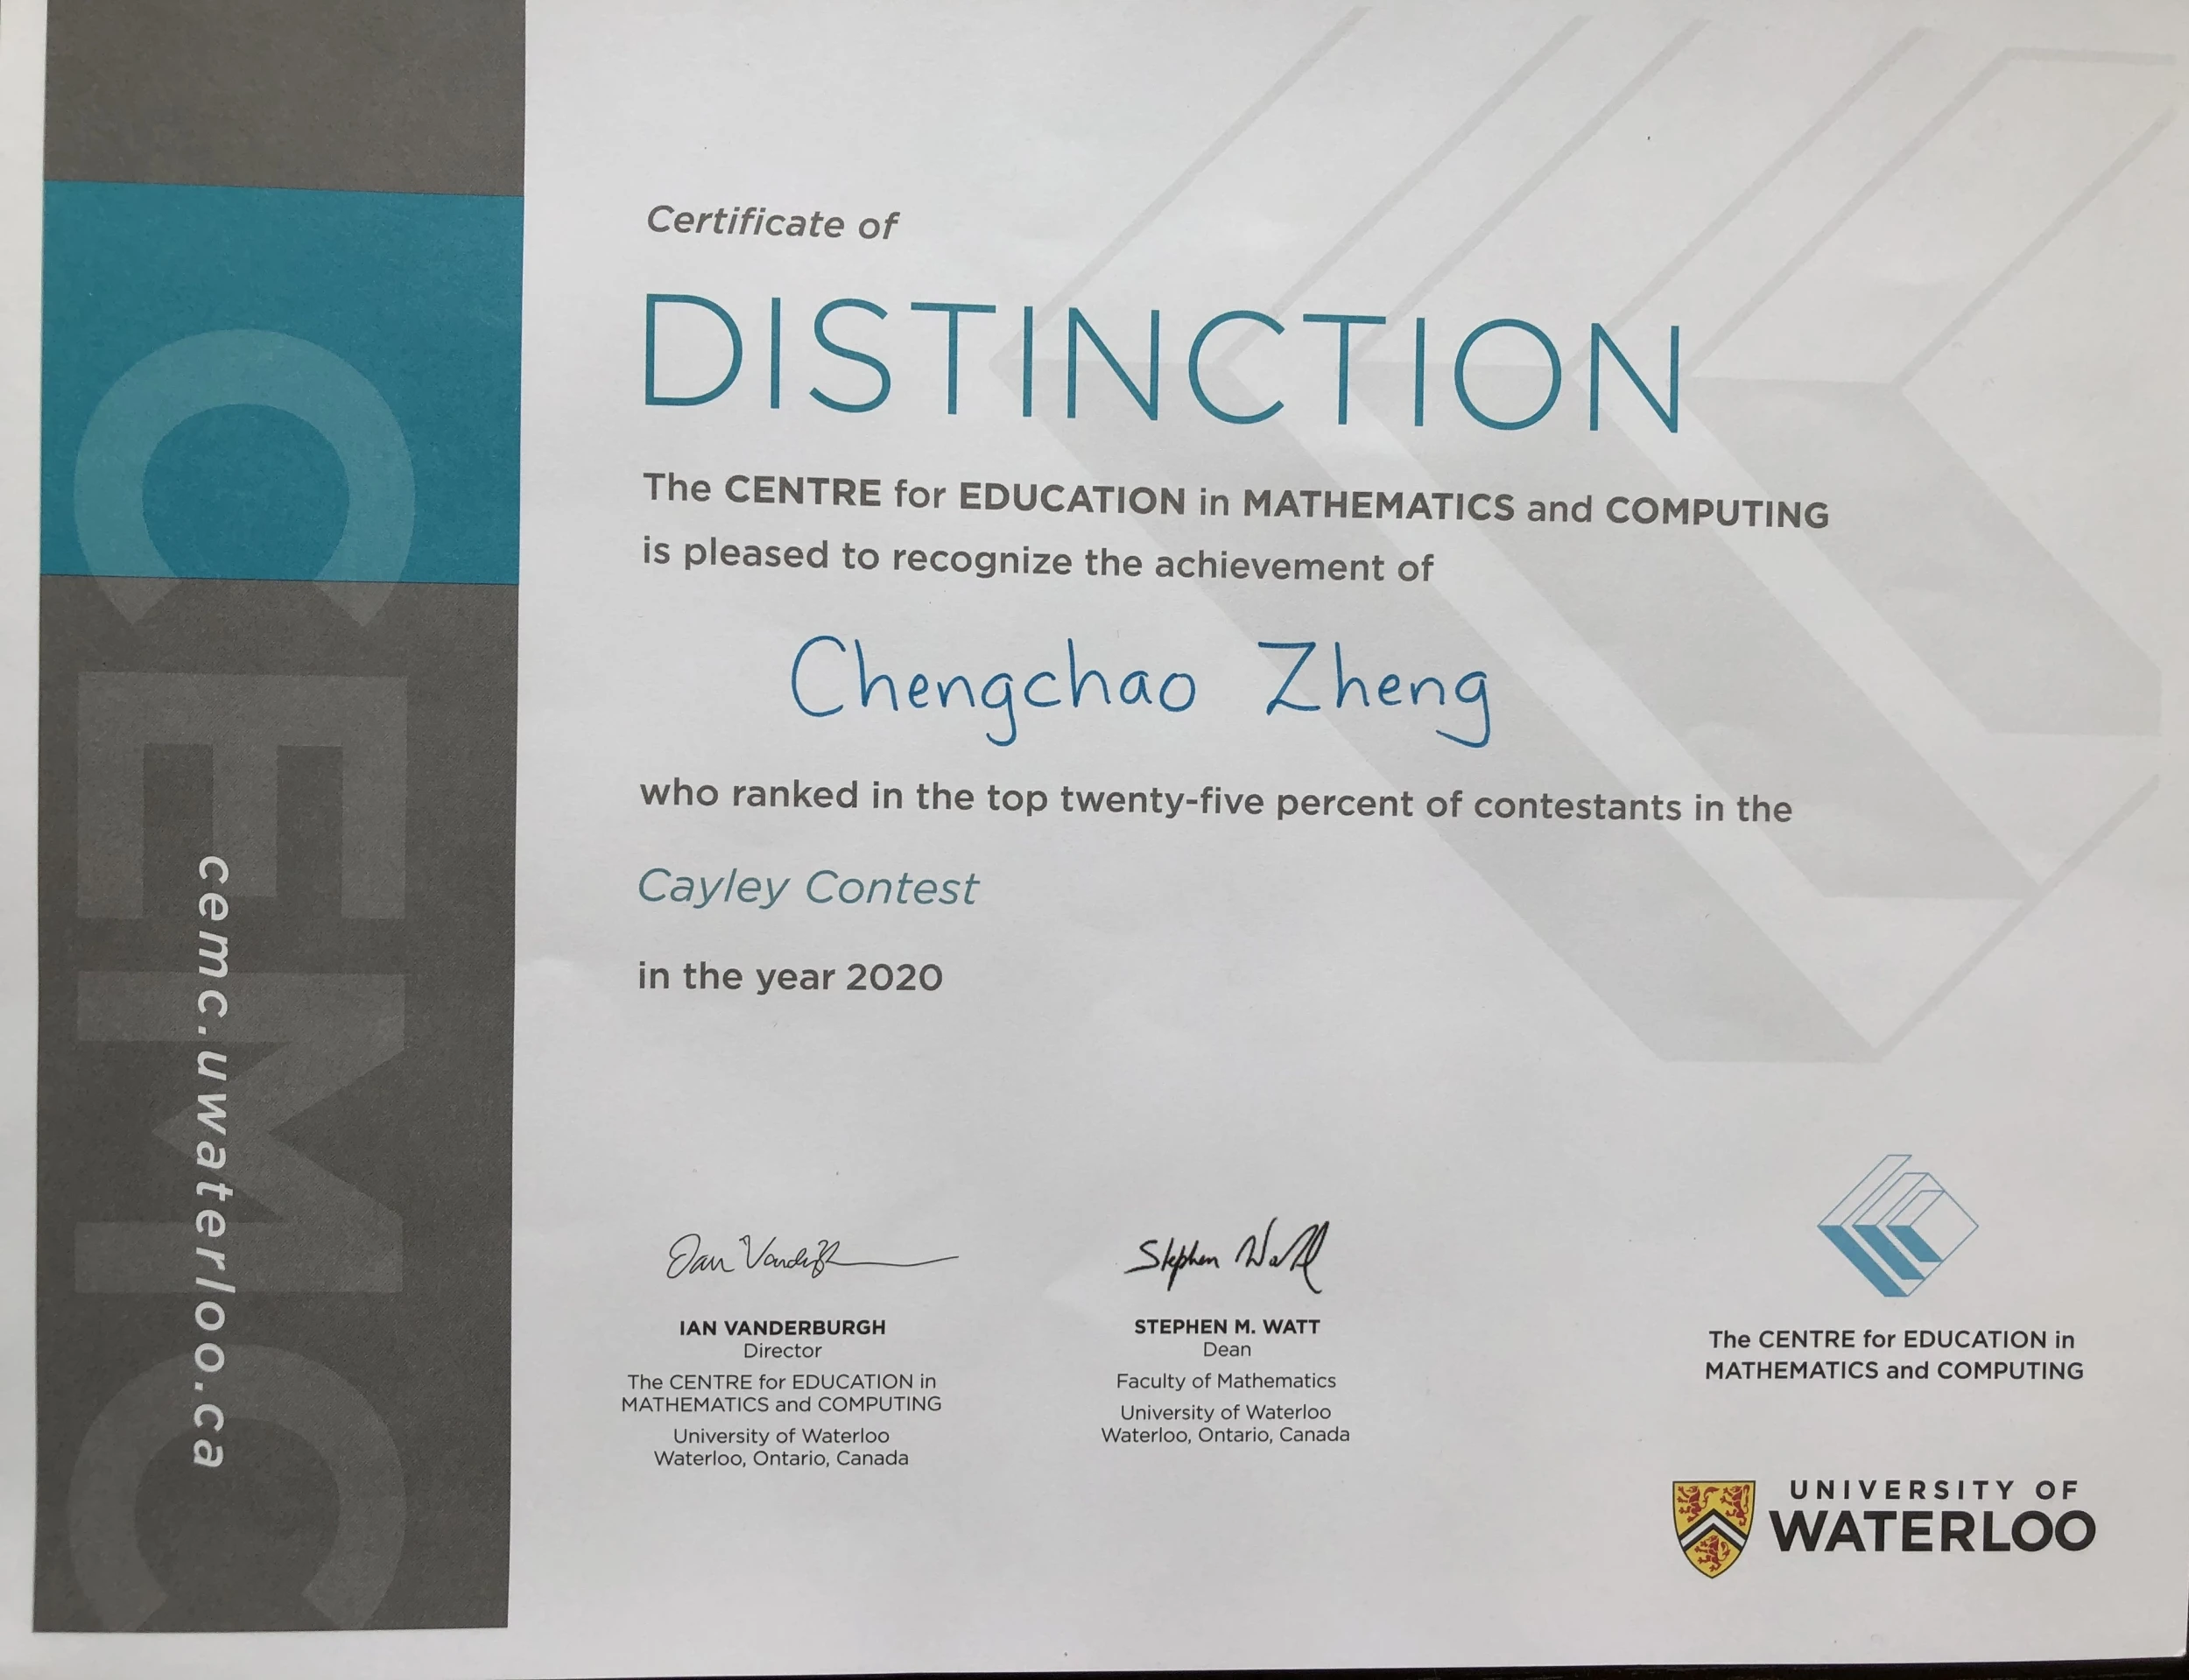 CEMC
cemc.uwaterloo.ca
Certificate of
DISTINCTION
The CENTRE for EDUCATION in MATHEMATICS and COMPUTING
is pleased to recognize the achievement of
Chengchao Zheng
who ranked in the top twenty-five percent of contestants in the
Cayley Contest
in the year 2020
Ian Vanderburgh
IAN VANDERBURGH
Director
The CENTRE for EDUCATION in
MATHEMATICS and COMPUTING
University of Waterloo
Waterloo, Ontario, Canada
Stephen Watt
STEPHEN M. WATT
Dean
Faculty of Mathematics
University of Waterloo
Waterloo, Ontario, Canada
The CENTRE for EDUCATION in
MATHEMATICS and COMPUTING
UNIVERSITY OF
WATERLOO